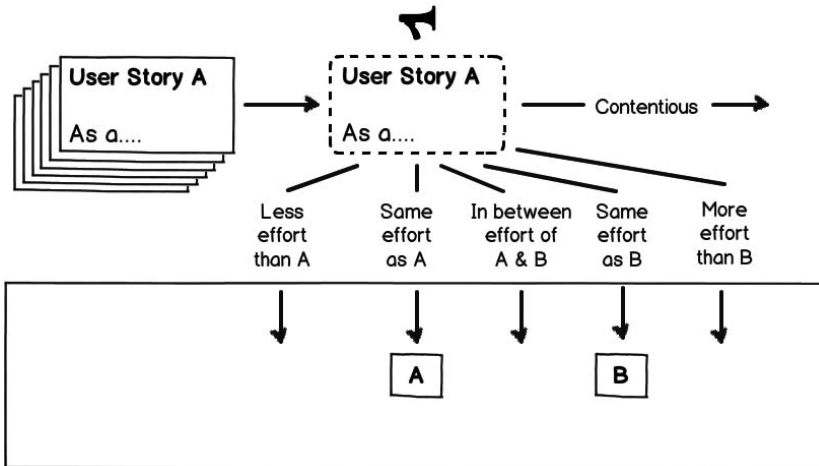 User Story A
As a....
User Story A
As a....
Contentious
Less
effort
than A
Same
effort
as A
In between
effort of
A & B
Same
effort
as B
More
effort
than B
A
B